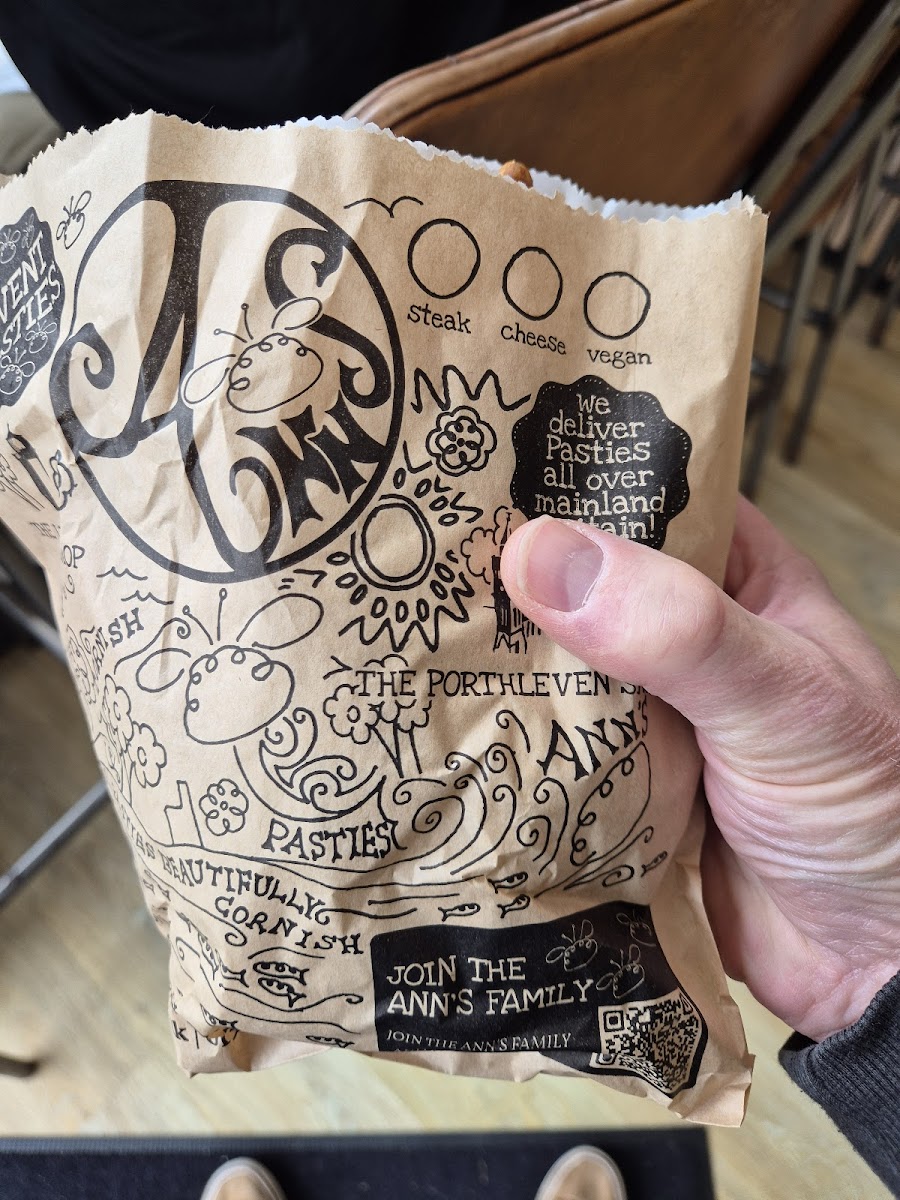 ANN'S
steak
cheese
vegan
we
deliver
Pasties
all over
mainland
THE PORTHLEVEN
ANN'S
PASTIES
BEAUTIFULLY
CORNISH
JOIN THE
ANN'S FAMILY
JOIN THE ANN'S FAMILY